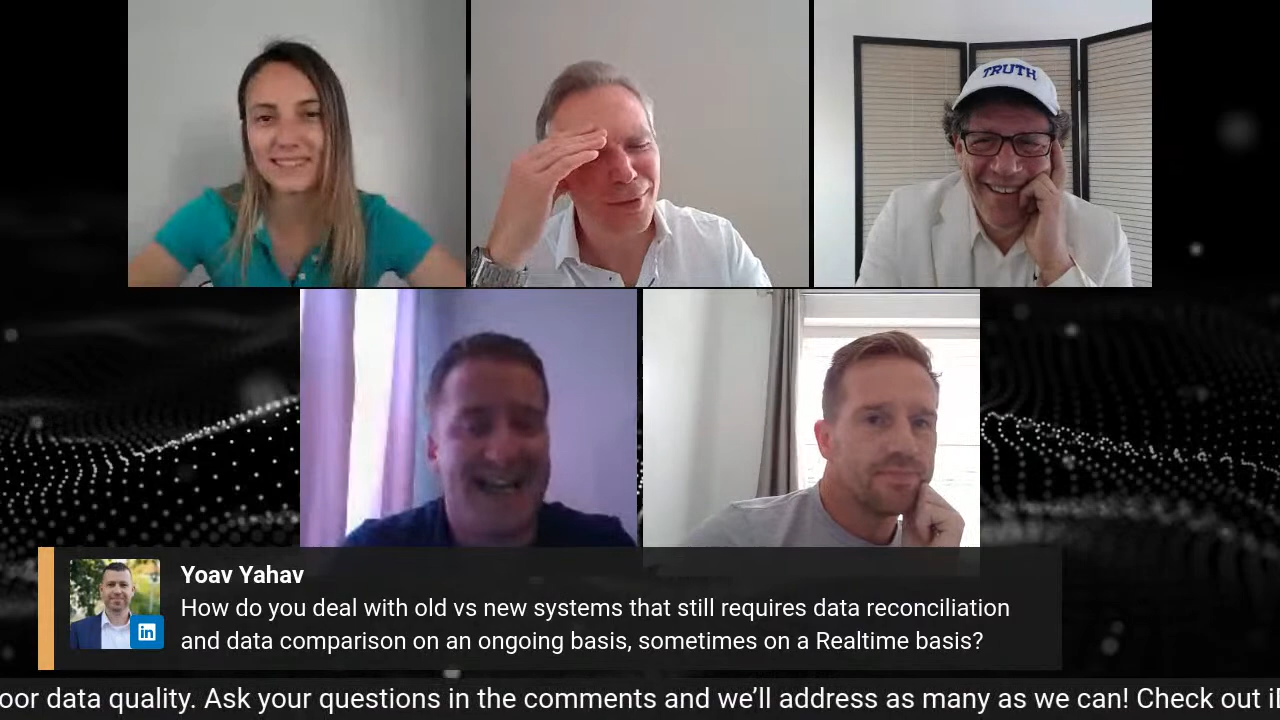 TRUTH
Yoav Yahav
How do you deal with old vs new systems that still requires data reconciliation
and data comparison on an ongoing basis, sometimes on a Realtime basis?
in
data quality. Ask your questions in the comments and we’ll address as many as we can! Check out